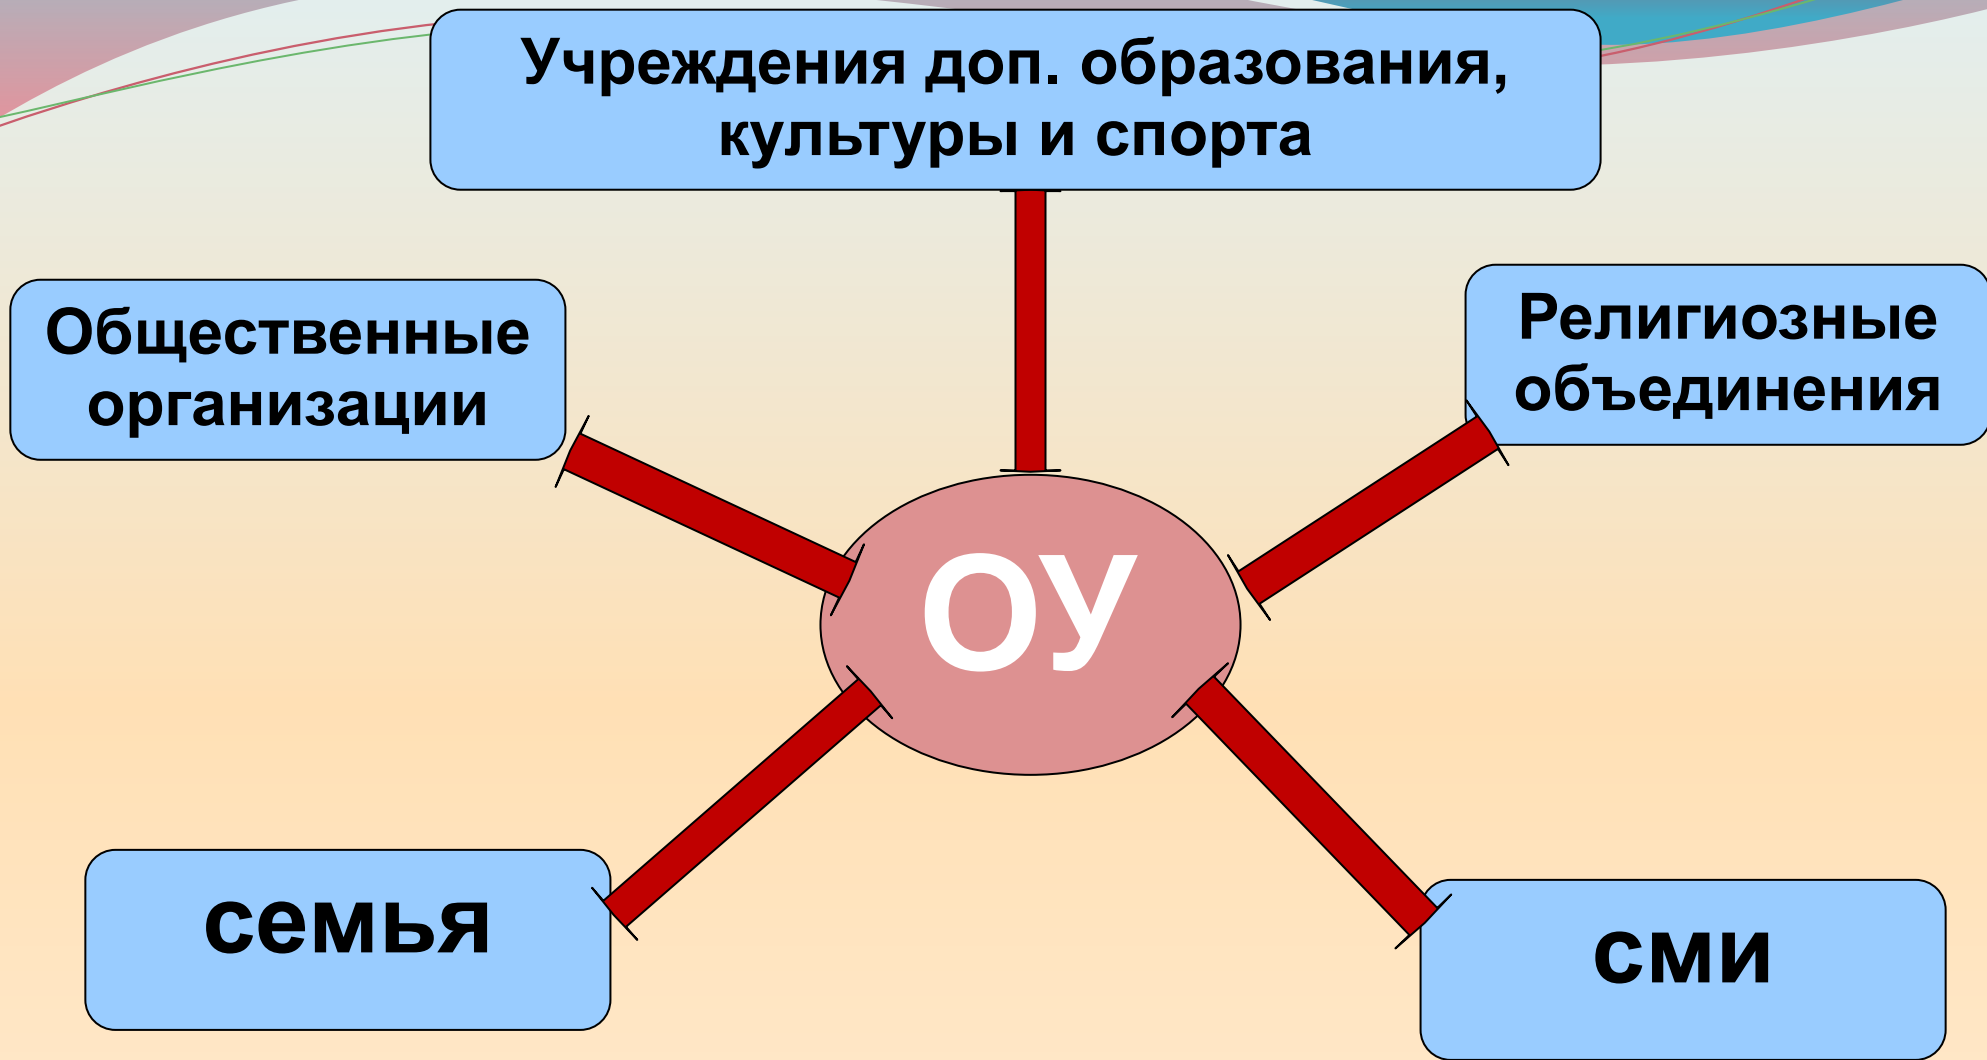 Учреждения доп. образования,
культуры и спорта
Общественные
организации
Религиозные
объединения
ОУ
семья
сми